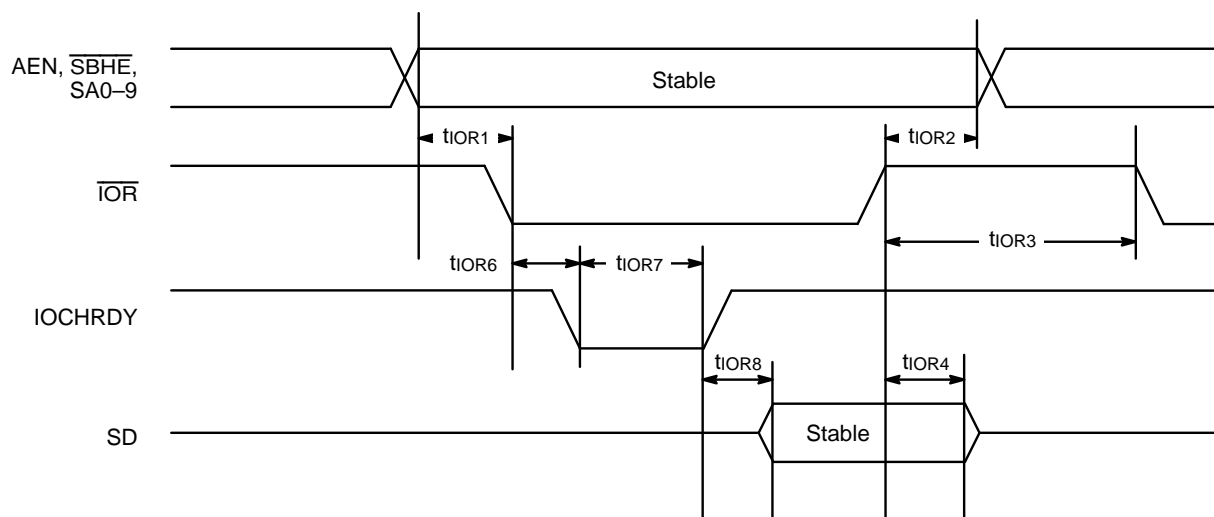 AEN, SBHE,
SA0–9
Stable
tIOR1
tIOR2
IOR
tIOR3
tIOR6
tIOR7
IOCHRDY
tIOR8
tIOR4
SD
Stable